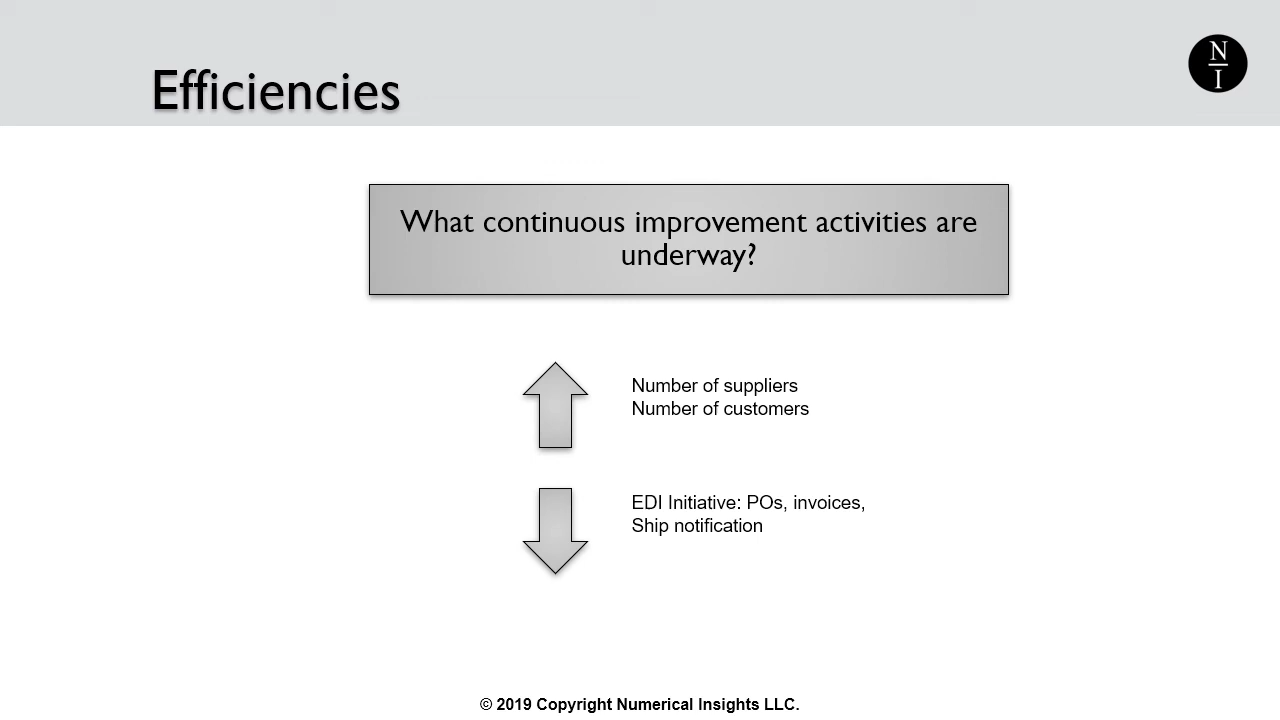 N
I
Efficiencies
What continuous improvement activities are
underway?
Number of suppliers
Number of customers
EDI Initiative: POs, invoices,
Ship notification
© 2019 Copyright Numerical Insights LLC.